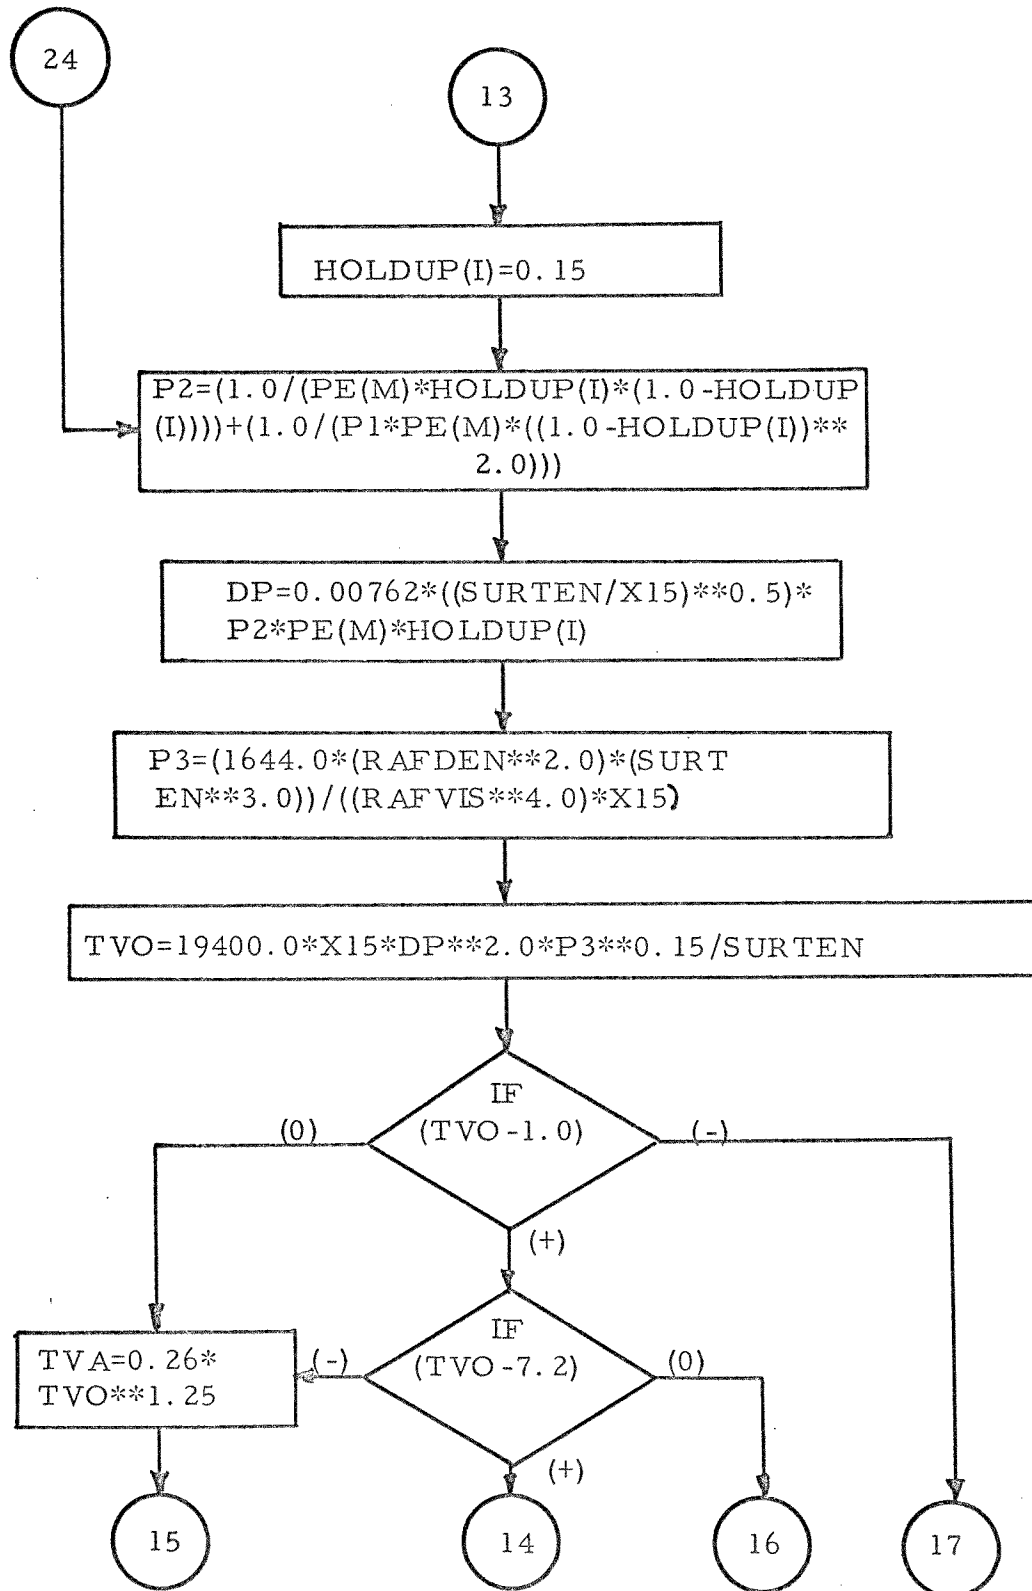 24
13
HOLDUP(I)=0.15
P2=(1.0/(PE(M)*HOLDUP(I)*(1.0-HOLDUP
(I))))+(1.0/(P1*PE(M)*((1.0-HOLDUP(I))**
2.0)))
DP=0.00762*((SURTEN/X15)**0.5)*
P2*PE(M)*HOLDUP(I)
P3=(1644.0*(RAFDEN**2.0)*(SURT
EN**3.0))/((RAFVIS**4.0)*X15)
TVO=19400.0*X15*DP**2.0*P3**0.15/SURTEN
IF
(TVO-1.0)
(0)
(-)
(+)
IF
(TVO-7.2)
(-)
(0)
(+)
TVA=0.26*
TVO**1.25
15
14
16
17